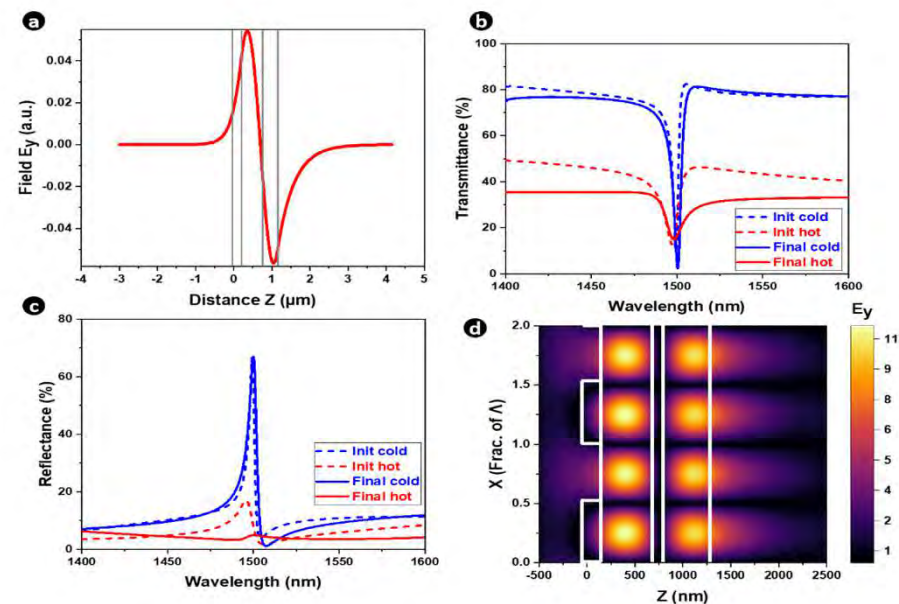 a
Field Ey (a.u.)
0.04
0.02
0.00
-0.02
-0.04
-4
-3
-2
-1
0
1
2
3
4
5
Distance Z (µm)
b
Transmittance (%)
100
80
60
40
20
0
Init cold
Init hot
Final cold
Final hot
1400
1450
1500
1550
1600
Wavelength (nm)
c
Reflectance (%)
80
60
40
20
0
Init cold
Init hot
Final cold
Final hot
1400
1450
1500
1550
1600
Wavelength (nm)
d
X (Frac. of Λ)
2.0
1.5
1.0
0.5
0.0
-500
0
500
1000
1500
2000
2500
Z (nm)
Ey
11
9
8
6
4
2
1